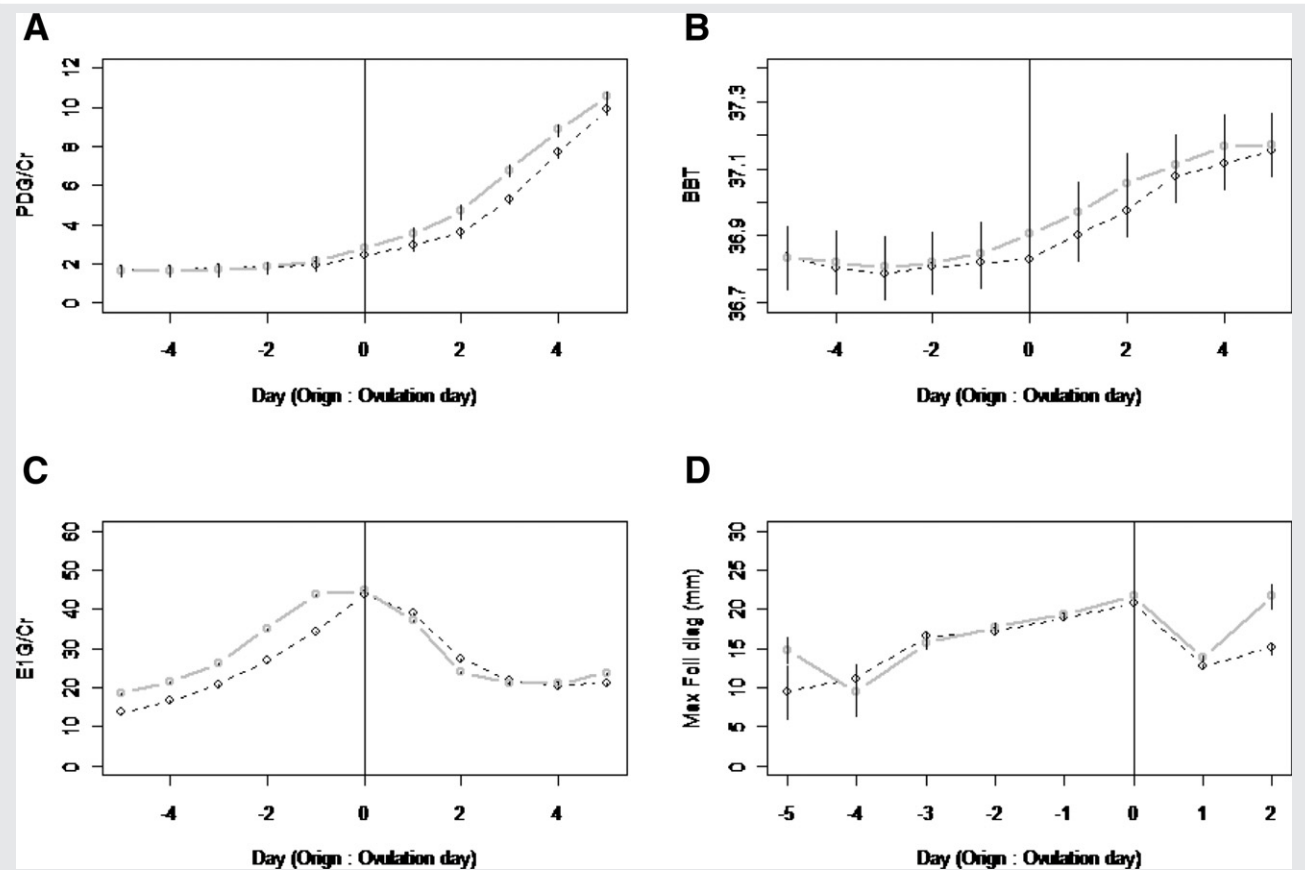 A
PDG/Cr
12
10
8
6
4
2
0
-4 -2 0 2 4
Day (Orign : Ovulation day)
B
BBT
37.3
37.1
36.9
36.7
-4 -2 0 2 4
Day (Orign : Ovulation day)
C
E1G/Cr
60
50
40
30
20
10
0
-4 -2 0 2 4
Day (Orign : Ovulation day)
D
Max Foll diag (mm)
30
25
20
15
10
5
0
-5 -4 -3 -2 -1 0 1 2
Day (Orign : Ovulation day)